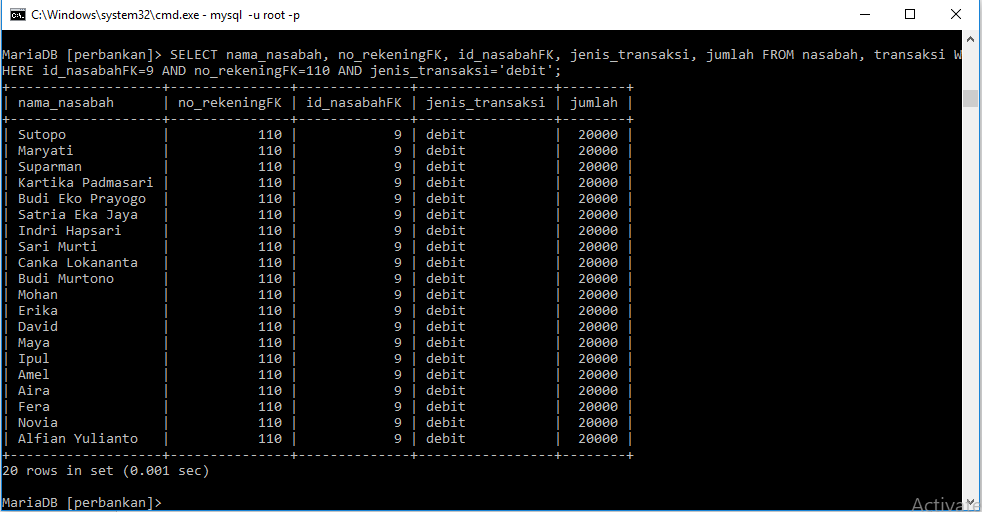 C:\Windows\system32\cmd.exe - mysql -u root -p
MariaDB [perbankan]> SELECT nama_nasabah, no_rekeningFK, id_nasabahFK, jenis_transaksi, jumlah FROM nasabah, transaksi W
HERE id_nasabahFK=9 AND no_rekeningFK=110 AND jenis_transaksi='debit';
+-------------------+---------------+--------------+-----------------+--------+
| nama_nasabah      | no_rekeningFK | id_nasabahFK | jenis_transaksi | jumlah |
+-------------------+---------------+--------------+-----------------+--------+
| Sutopo            |           110 |            9 | debit           |  20000 |
| Maryati           |           110 |            9 | debit           |  20000 |
| Suparman          |           110 |            9 | debit           |  20000 |
| Kartika Padmasari |           110 |            9 | debit           |  20000 |
| Budi Eko Prayogo  |           110 |            9 | debit           |  20000 |
| Satria Eka Jaya   |           110 |            9 | debit           |  20000 |
| Indri Hapsari     |           110 |            9 | debit           |  20000 |
| Sari Murti        |           110 |            9 | debit           |  20000 |
| Canka Lokananta   |           110 |            9 | debit           |  20000 |
| Budi Murtono      |           110 |            9 | debit           |  20000 |
| Mohan             |           110 |            9 | debit           |  20000 |
| Erika             |           110 |            9 | debit           |  20000 |
| David             |           110 |            9 | debit           |  20000 |
| Maya              |           110 |            9 | debit           |  20000 |
| Ipul              |           110 |            9 | debit           |  20000 |
| Amel              |           110 |            9 | debit           |  20000 |
| Aira              |           110 |            9 | debit           |  20000 |
| Fera              |           110 |            9 | debit           |  20000 |
| Novia             |           110 |            9 | debit           |  20000 |
| Alfian Yulianto   |           110 |            9 | debit           |  20000 |
+-------------------+---------------+--------------+-----------------+--------+
20 rows in set (0.001 sec)
MariaDB [perbankan]>
Activate